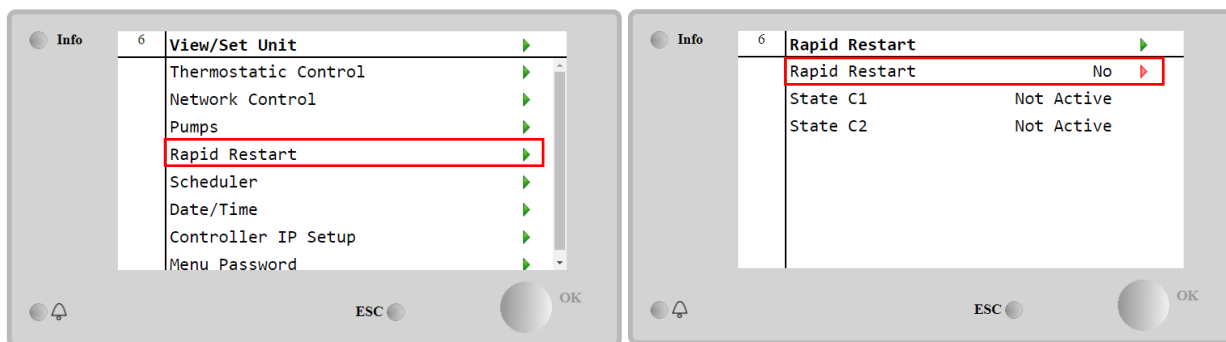 Info
6 View/Set Unit
Thermostatic Control
Network Control
Pumps
Rapid Restart
Scheduler
Date/Time
Controller IP Setup
Menu Password
ESC
OK
Info
6 Rapid Restart
Rapid Restart No
State C1 Not Active
State C2 Not Active
ESC
OK